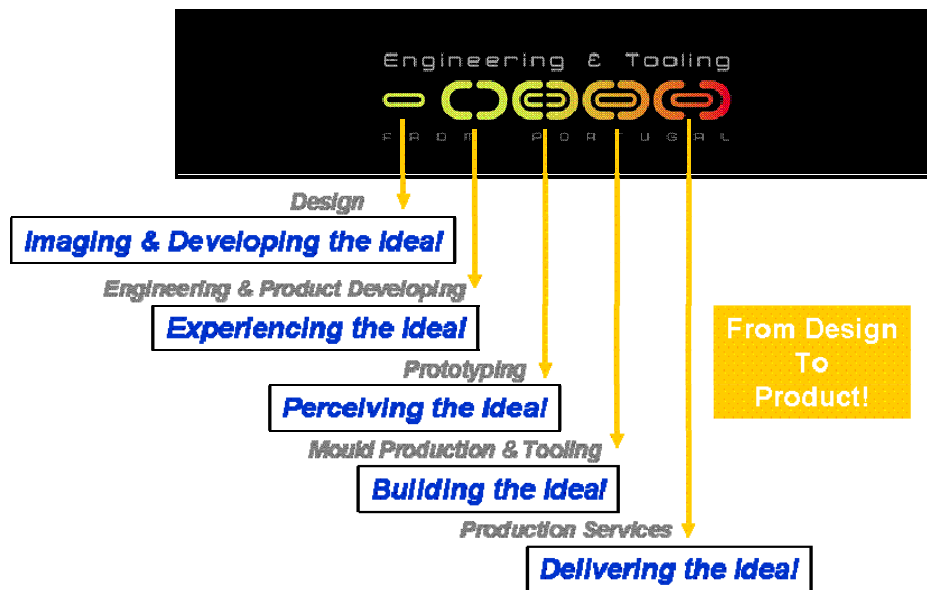 Engineering & Tooling
FROM PORTUGAL
Design
Imaging & Developing the Ideal
Engineering & Product Developing
Experiencing the Ideal
Prototyping
Perceiving the Ideal
Mould Production & Tooling
Building the Ideal
Production Services
Delivering the Ideal
From Design
To
Product!